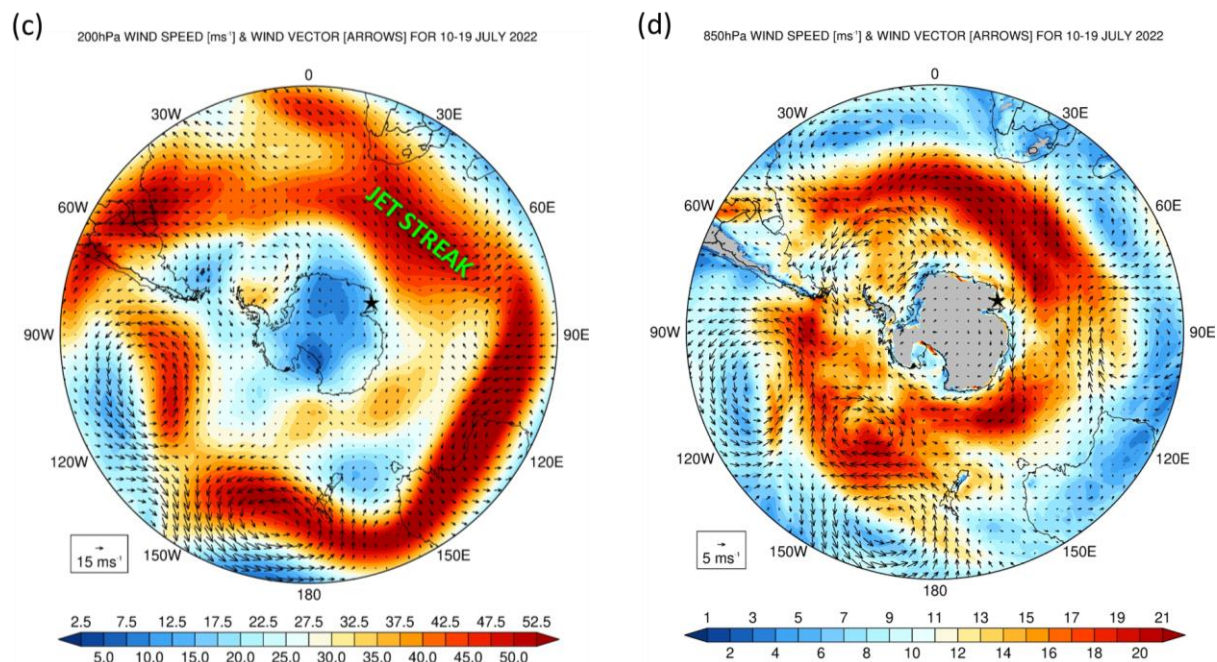 (c)
200hPa WIND SPEED [ms⁻¹] & WIND VECTOR [ARROWS] FOR 10-19 JULY 2022
0
30W
30E
60W
60E
JET STREAK
90W
90E
120W
120E
150W
150E
180
15 ms⁻¹
2.5 7.5 12.5 17.5 22.5 27.5 32.5 37.5 42.5 47.5 52.5
5.0 10.0 15.0 20.0 25.0 30.0 35.0 40.0 45.0 50.0
(d)
850hPa WIND SPEED [ms⁻¹] & WIND VECTOR [ARROWS] FOR 10-19 JULY 2022
0
30W
30E
60W
60E
90W
90E
120W
120E
150W
150E
180
5 ms⁻¹
1 3 5 7 9 11 13 15 17 19 21
2 4 6 8 10 12 14 16 18 20